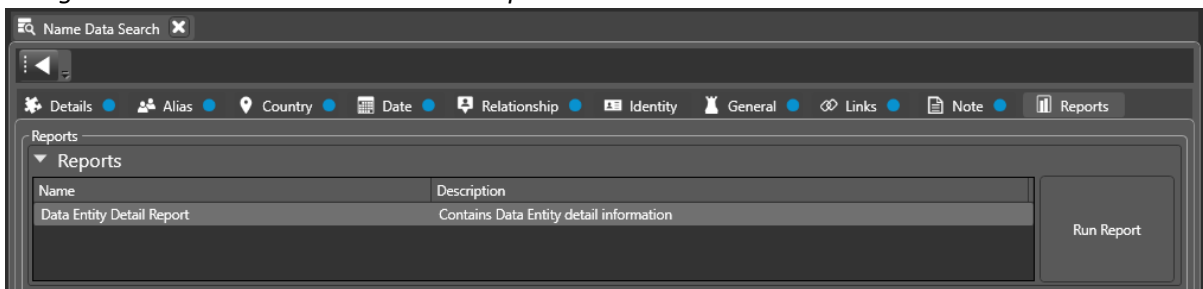 Name Data Search
Details Alias Country Date Relationship Identity General Links Note Reports
Reports
Reports
Name Description
Data Entity Detail Report Contains Data Entity detail information
Run Report